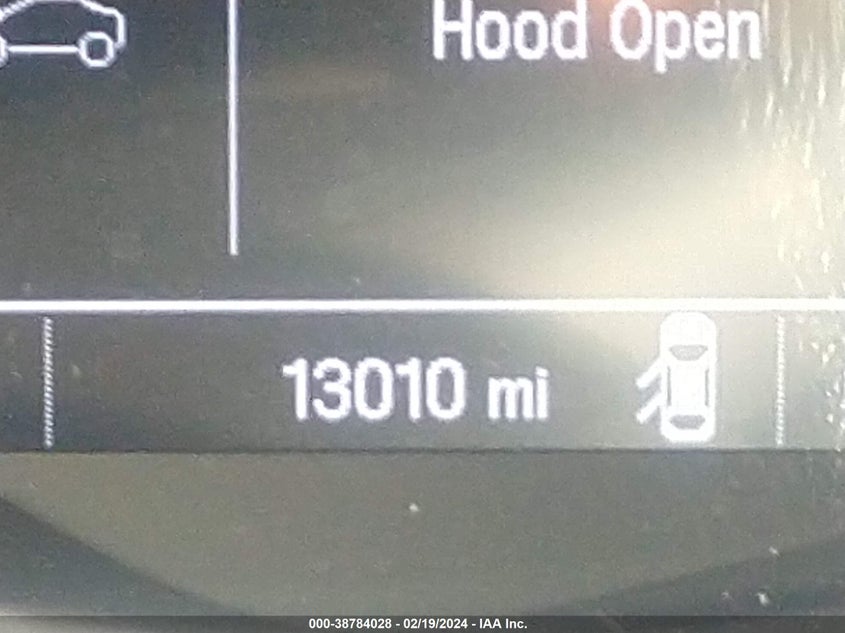 Hood Open
13010 mi
000-38784028 - 02/19/2024 - IAA Inc.